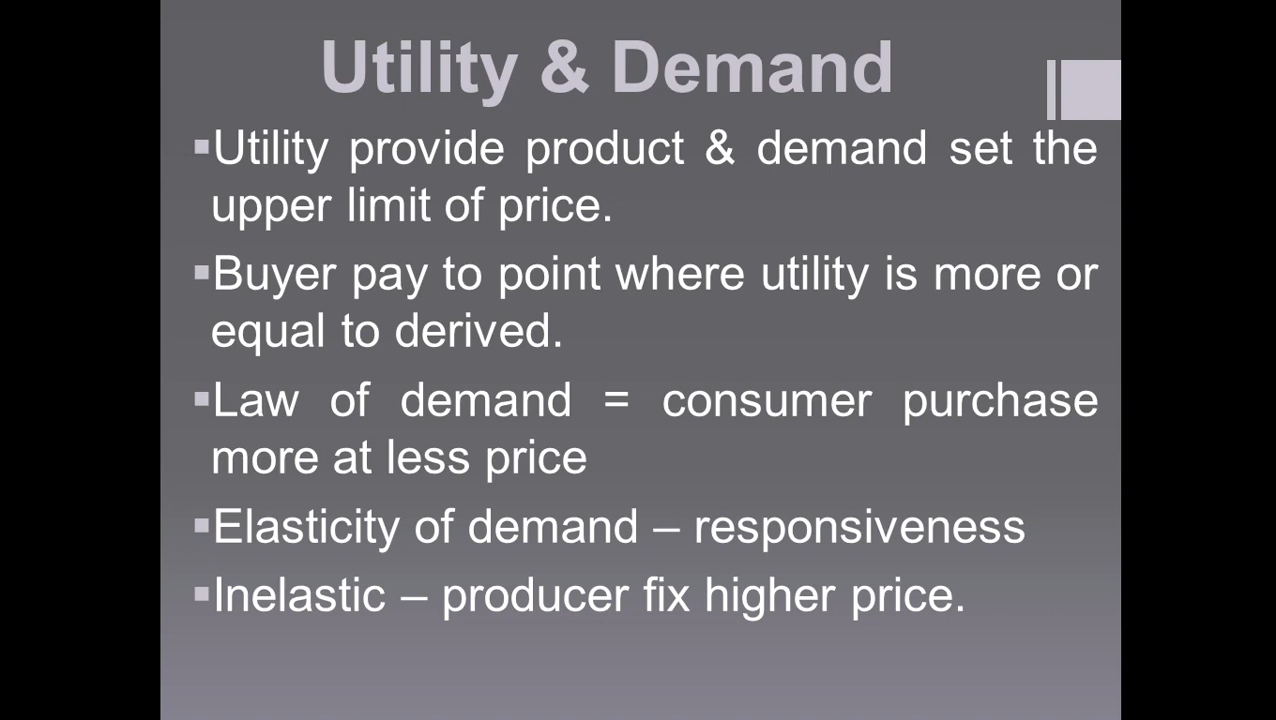 Utility & Demand
▪Utility provide product & demand set the
upper limit of price.
▪Buyer pay to point where utility is more or
equal to derived.
▪Law of demand = consumer purchase
more at less price
▪Elasticity of demand – responsiveness
▪Inelastic – producer fix higher price.